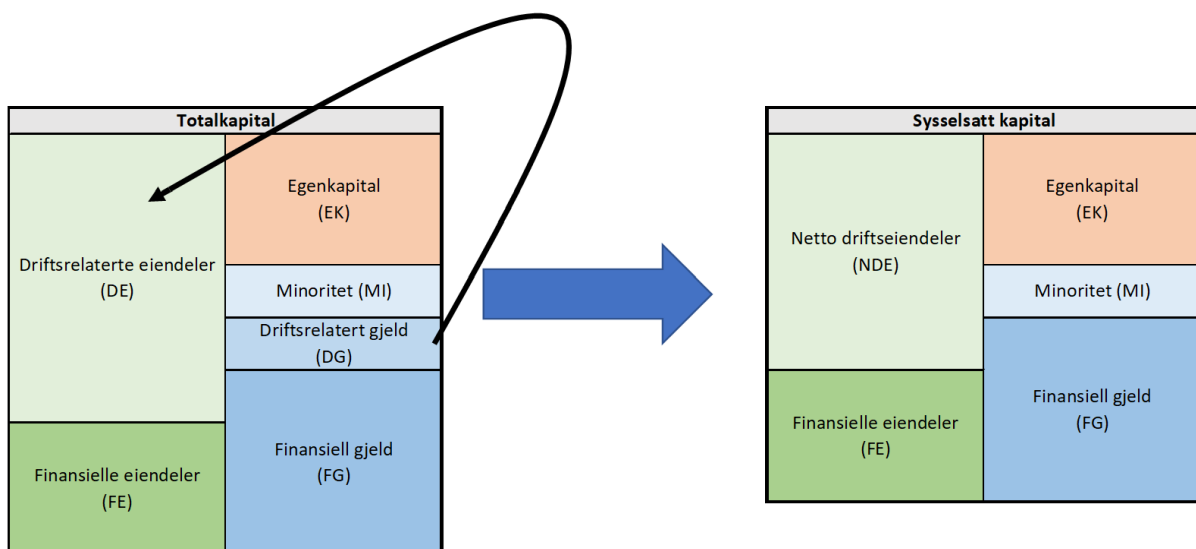 Totalkapital
Driftsrelaterte eiendeler
(DE)
Finansielle eiendeler
(FE)
Egenkapital
(EK)
Minoritet (MI)
Driftsrelatert gjeld
(DG)
Finansiell gjeld
(FG)
Sysselsatt kapital
Netto driftseiendeler
(NDE)
Finansielle eiendeler
(FE)
Egenkapital
(EK)
Minoritet (MI)
Finansiell gjeld
(FG)